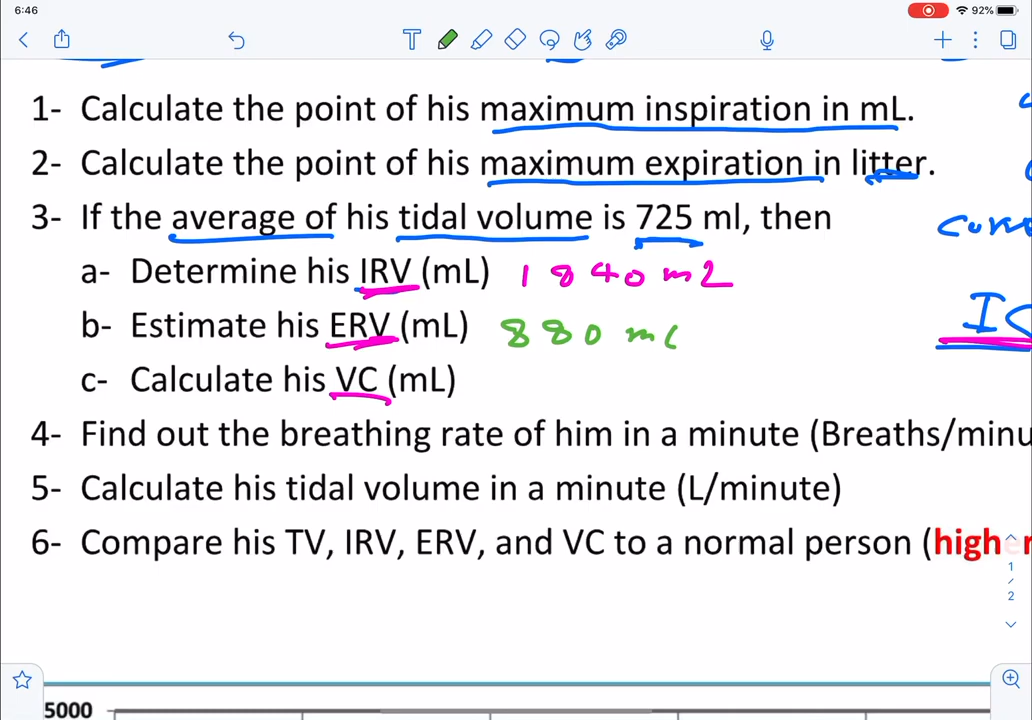 6:46 92%
T
1- Calculate the point of his maximum inspiration in mL.
2- Calculate the point of his maximum expiration in litter.
3- If the average of his tidal volume is 725 ml, then
a- Determine his IRV (mL) 1840 mL
b- Estimate his ERV (mL) 880 mL
c- Calculate his VC (mL)
4- Find out the breathing rate of him in a minute (Breaths/minu
5- Calculate his tidal volume in a minute (L/minute)
6- Compare his TV, IRV, ERV, and VC to a normal person (higher
1
/
2
5000